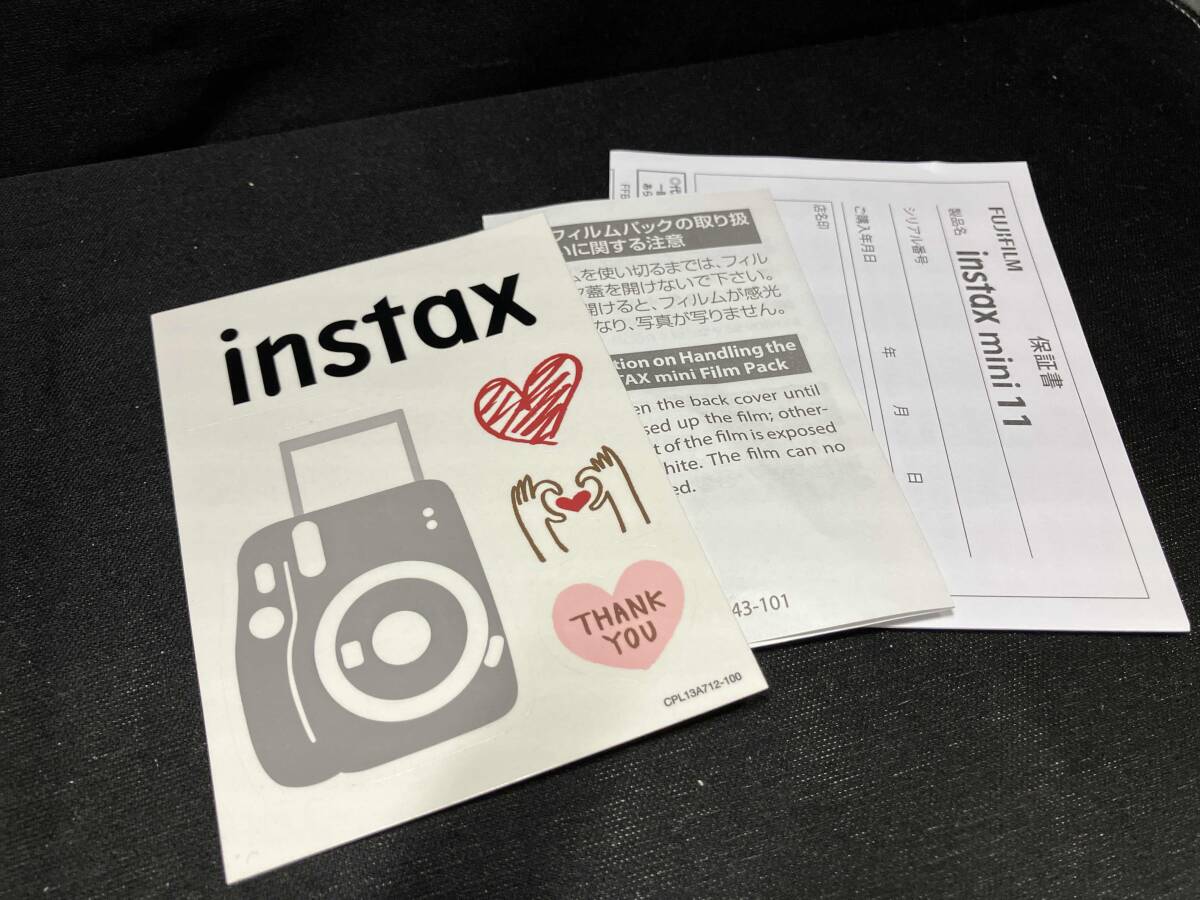 instax
THANK
YOU
CPL13A712-100
フィルムパックの取り扱
いに関する注意
ムを使い切るまでは、フィル
ク蓋を開けないで下さい。
開けると、フィルムが感光
なり、写真が写りません。
tion on Handling the
TAX mini Film Pack
en the back cover until
sed up the film; other-
t of the film is exposed
hite. The film can no
ed.
43-101
保証書
FUJIFILM
instax mini 11
製品名
シリアル番号
ご購入年月日
年 月 日
店名印